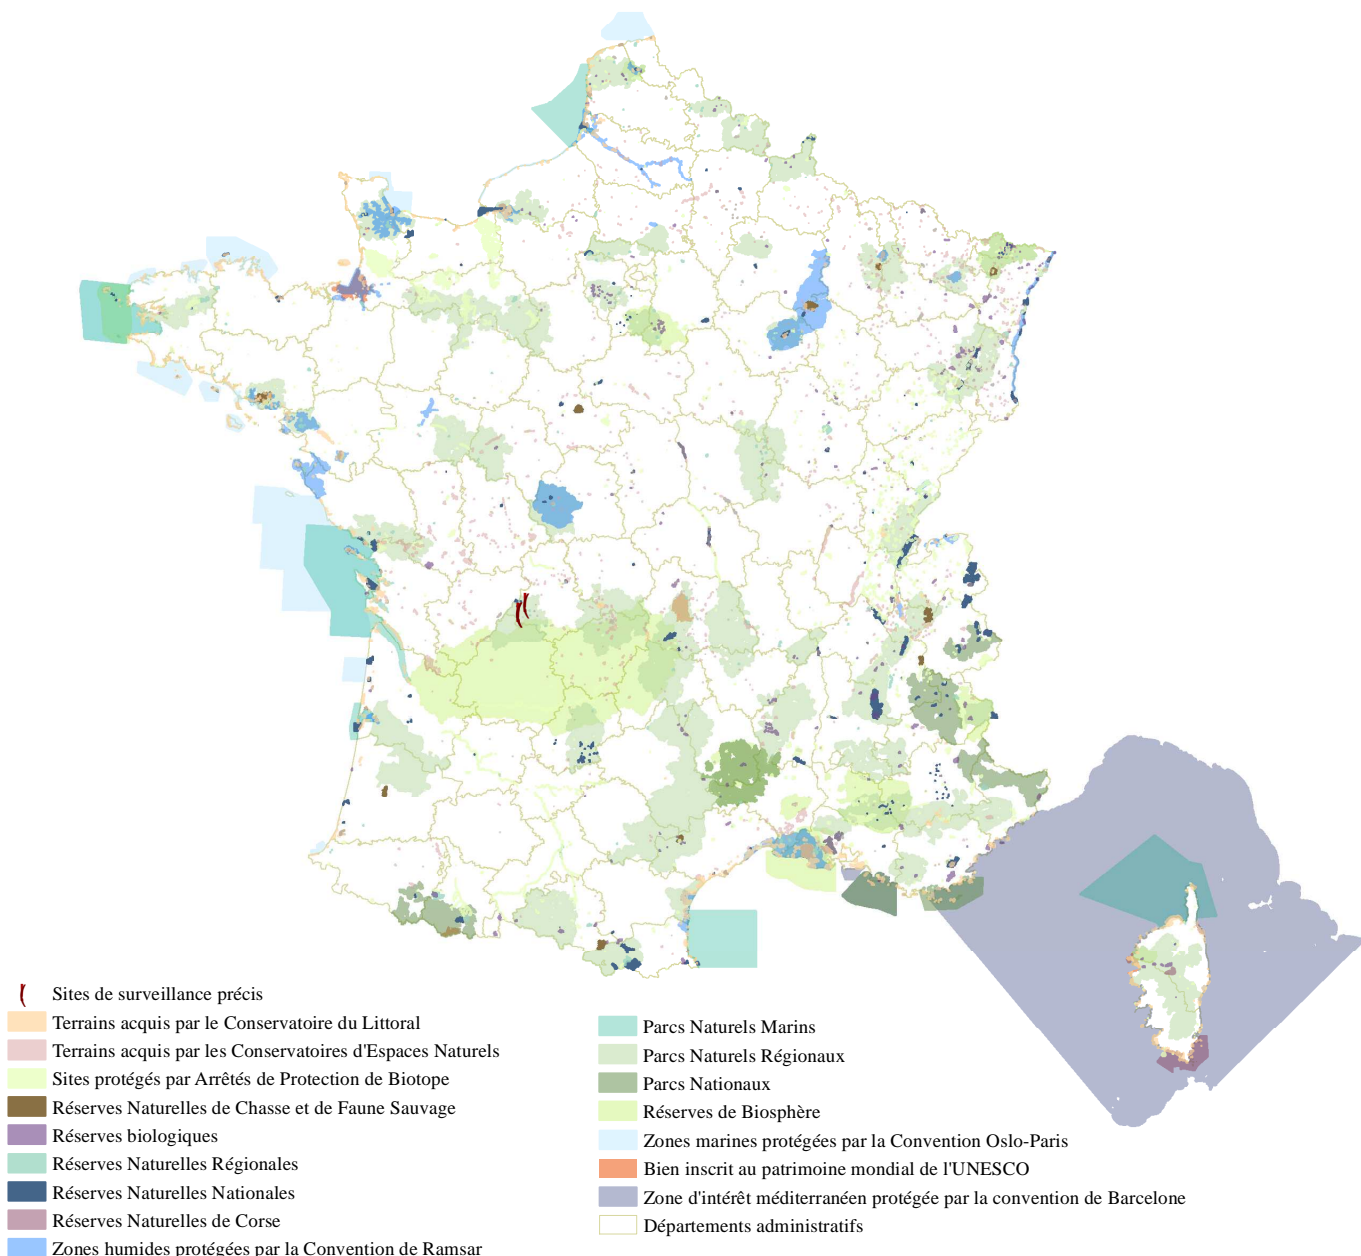 Sites de surveillance précis
Terrains acquis par le Conservatoire du Littoral
Terrains acquis par les Conservatoires d'Espaces Naturels
Sites protégés par Arrêtés de Protection de Biotope
Réserves Naturelles de Chasse et de Faune Sauvage
Réserves biologiques
Réserves Naturelles Régionales
Réserves Naturelles Nationales
Réserves Naturelles de Corse
Zones humides protégées par la Convention de Ramsar
Parcs Naturels Marins
Parcs Naturels Régionaux
Parcs Nationaux
Réserves de Biosphère
Zones marines protégées par la Convention Oslo-Paris
Bien inscrit au patrimoine mondial de l'UNESCO
Zone d'intérêt méditerranéen protégée par la convention de Barcelone
Départements administratifs